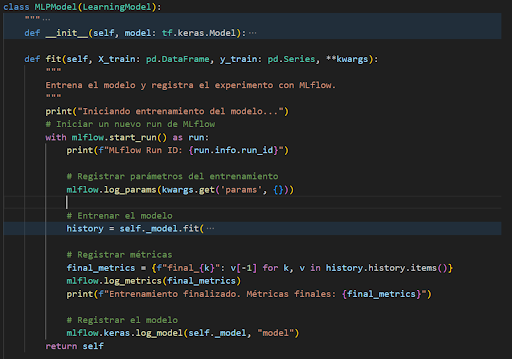 class MLPModel(LearningModel):
    """…
    def __init__(self, model: tf.keras.Model): …
    def fit(self, X_train: pd.DataFrame, y_train: pd.Series, **kwargs):
        """
        Entrena el modelo y registra el experimento con MLflow.
        """
        print("Iniciando entrenamiento del modelo...")
        # Iniciar un nuevo run de MLflow
        with mlflow.start_run() as run:
            print(f"MLflow Run ID: {run.info.run_id}")
            # Registrar parámetros del entrenamiento
            mlflow.log_params(kwargs.get('params', {}))
            # Entrenar el modelo
            history = self._model.fit( …
            # Registrar métricas
            final_metrics = {f"final_{k}": v[-1] for k, v in history.history.items()}
            mlflow.log_metrics(final_metrics)
            print(f"Entrenamiento finalizado. Métricas finales: {final_metrics}")
            # Registrar el modelo
            mlflow.keras.log_model(self._model, "model")
        return self